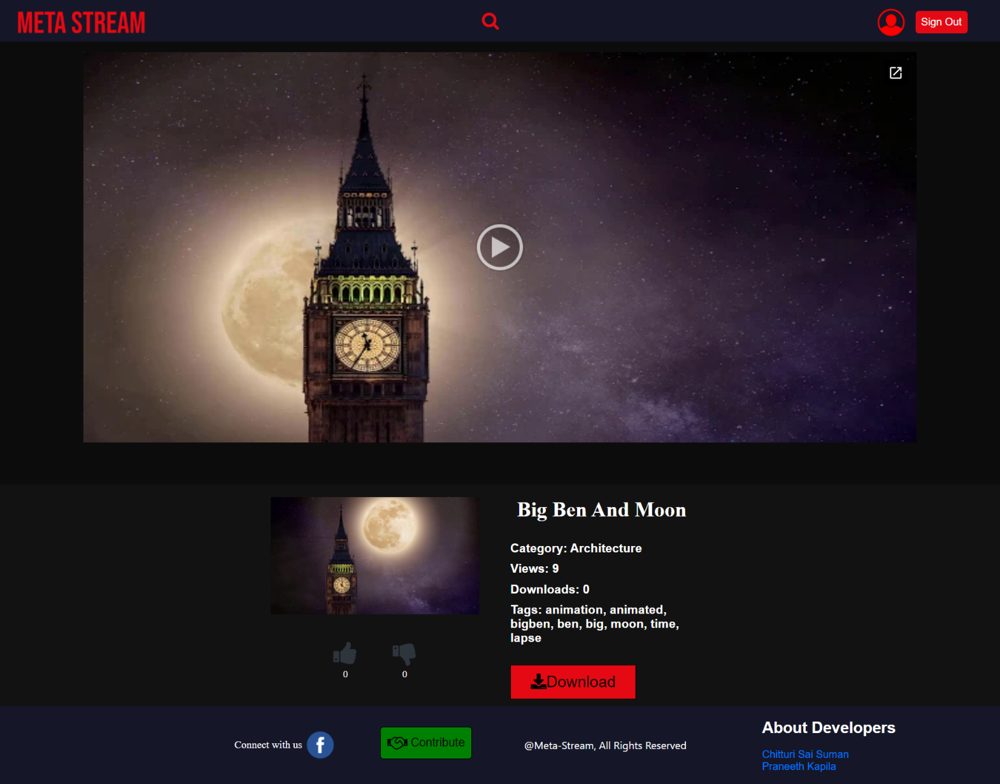 META STREAM
Sign Out
Big Ben And Moon
Category: Architecture
Views: 9
Downloads: 0
Tags: animation, animated,
bigben, ben, big, moon, time,
lapse
0
0
Download
Connect with us
Contribute
@Meta-Stream, All Rights Reserved
About Developers
Chitturi Sai Suman
Praneeth Kapila